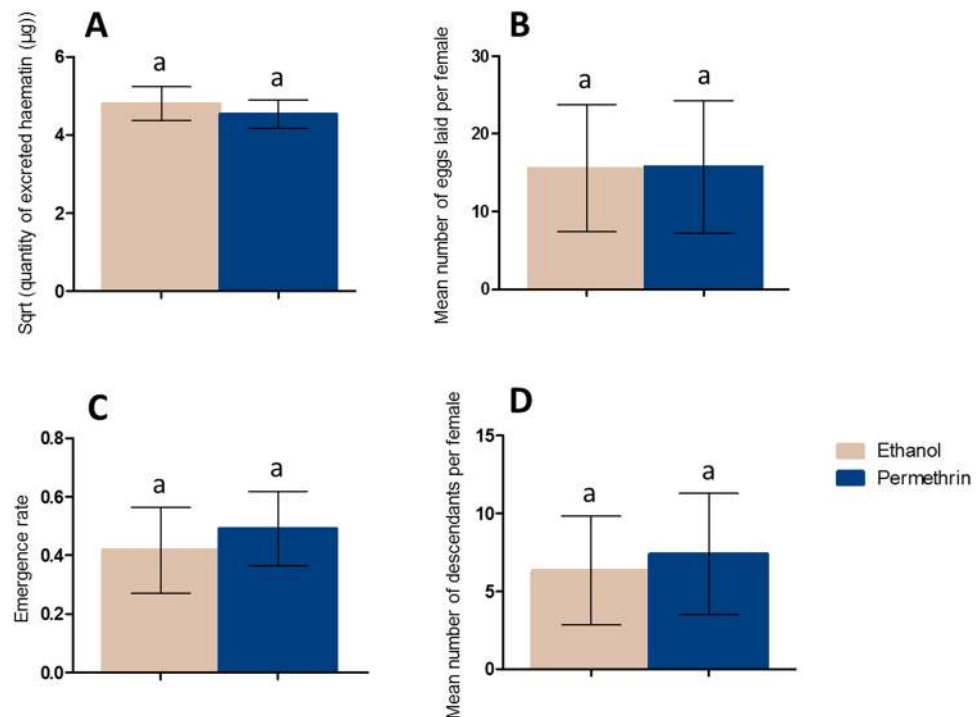 A
Sqrt (quantity of excreted haematin (µg))
6
4
2
0
a
a
B
Mean number of eggs laid per female
30
20
10
0
a
a
C
Emergence rate
0.8
0.6
0.4
0.2
0.0
a
a
D
Mean number of descendants per female
15
10
5
0
a
a
Ethanol
Permethrin